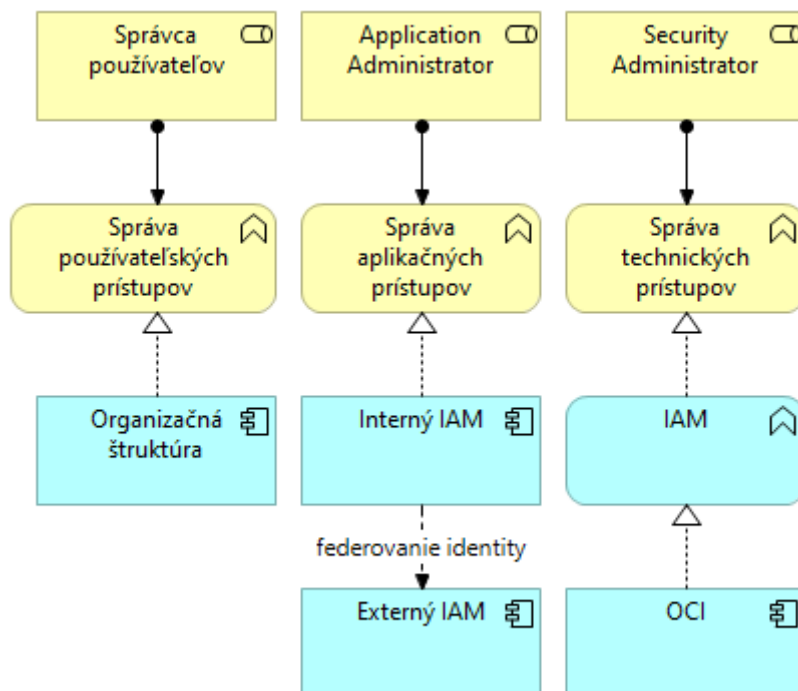 Správca
používateľov
Application
Administrator
Security
Administrator
Správa
používateľských
prístupov
Správa
aplikačných
prístupov
Správa
technických
prístupov
Organizačná
štruktúra
Interný IAM
IAM
federovanie identity
Externý IAM
OCI